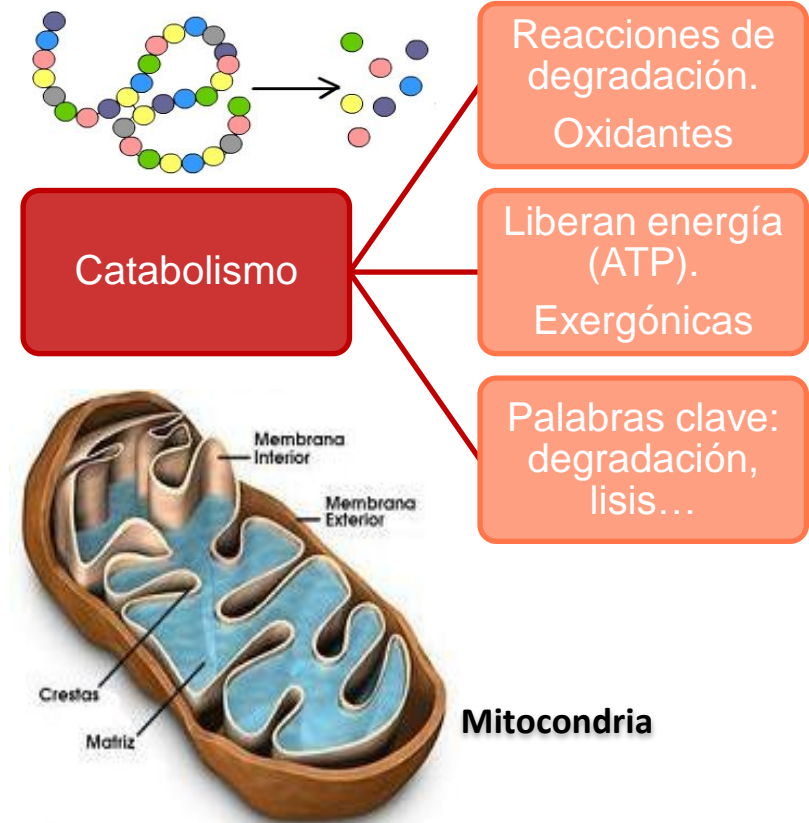 Reacciones de
degradación.
Oxidantes
Catabolismo
Liberan energía
(ATP).
Exergónicas
Palabras clave:
degradación,
lisis…
Membrana
Interior
Membrana
Exterior
Crestas
Matriz
Mitocondria